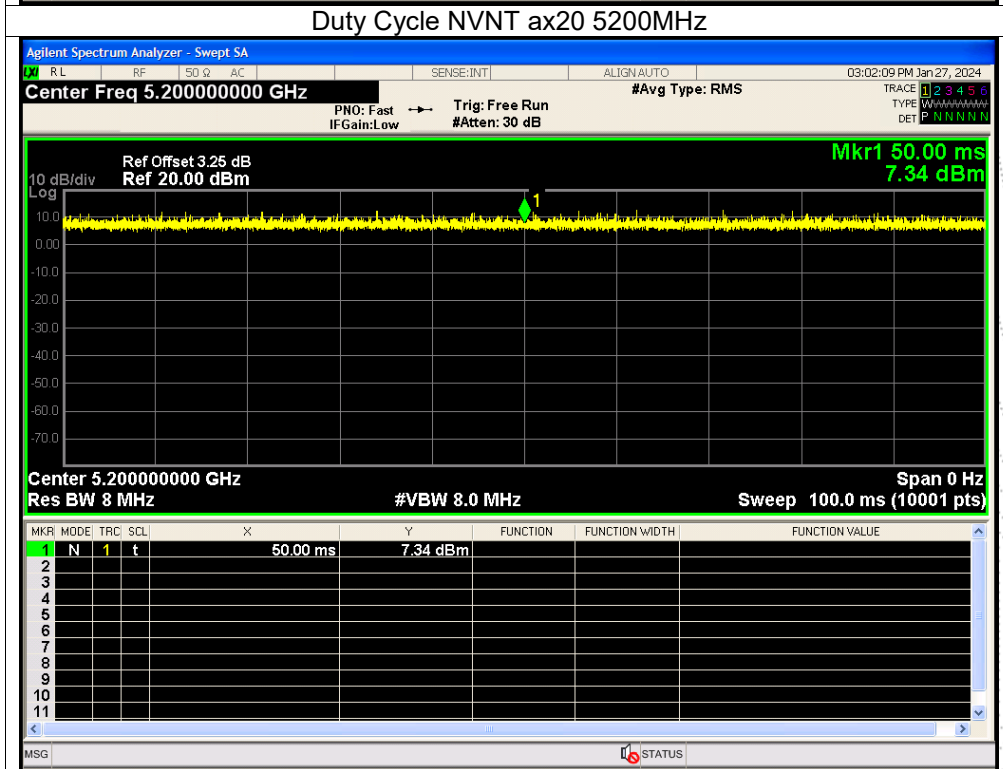 Duty Cycle NVNT ax20 5200MHz
Agilent Spectrum Analyzer - Swept SA
LXI RL RF 50 Ω AC SENSE:INT ALIGN AUTO 03:02:09 PM Jan 27, 2024
Center Freq 5.200000000 GHz #Avg Type: RMS TRACE 1 2 3 4 5 6
PNO: Fast Trig: Free Run TYPE W
IFGain:Low #Atten: 30 dB DET P N N N N N
Mkr1 50.00 ms
7.34 dBm
Ref Offset 3.25 dB
10 dB/div Ref 20.00 dBm
Log
1
10.0
0.00
-10.0
-20.0
-30.0
-40.0
-50.0
-60.0
-70.0
Center 5.200000000 GHz Span 0 Hz
Res BW 8 MHz #VBW 8.0 MHz Sweep 100.0 ms (10001 pts)
MKR MODE TRC SCL X Y FUNCTION FUNCTION WIDTH FUNCTION VALUE
1 N 1 t 50.00 ms 7.34 dBm
2
3
4
5
6
7
8
9
10
11
MSG STATUS